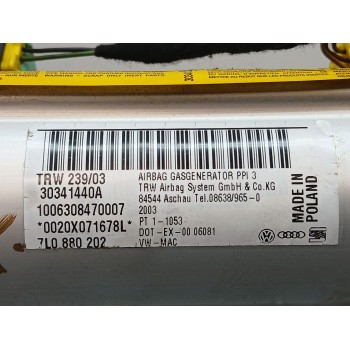 TRW 239/03
30341440A
1006308470007
*0020X071678L*
7L0 880 202
AIRBAG GASGENERATOR PPI 3
TRW Airbag System GmbH & Co.KG
84544 Aschau Tel.08638/965-0
2003
PT 1-1053
DOT-EX-00 06081
VW-MAC
MADE IN
POLAND